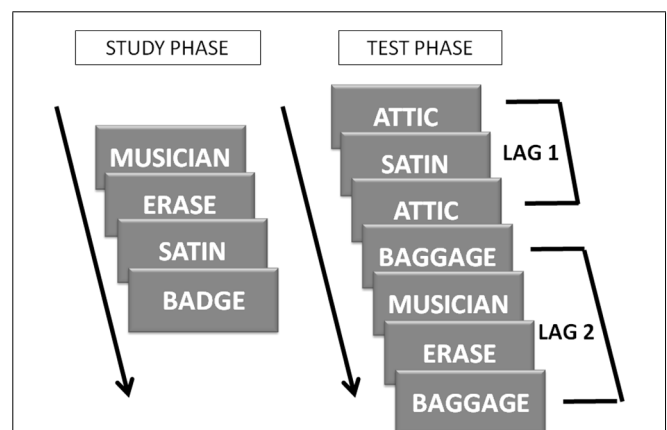 STUDY PHASE
MUSICIAN
ERASE
SATIN
BADGE
TEST PHASE
ATTIC
SATIN
ATTIC
BAGGAGE
MUSICIAN
ERASE
BAGGAGE
LAG 1
LAG 2